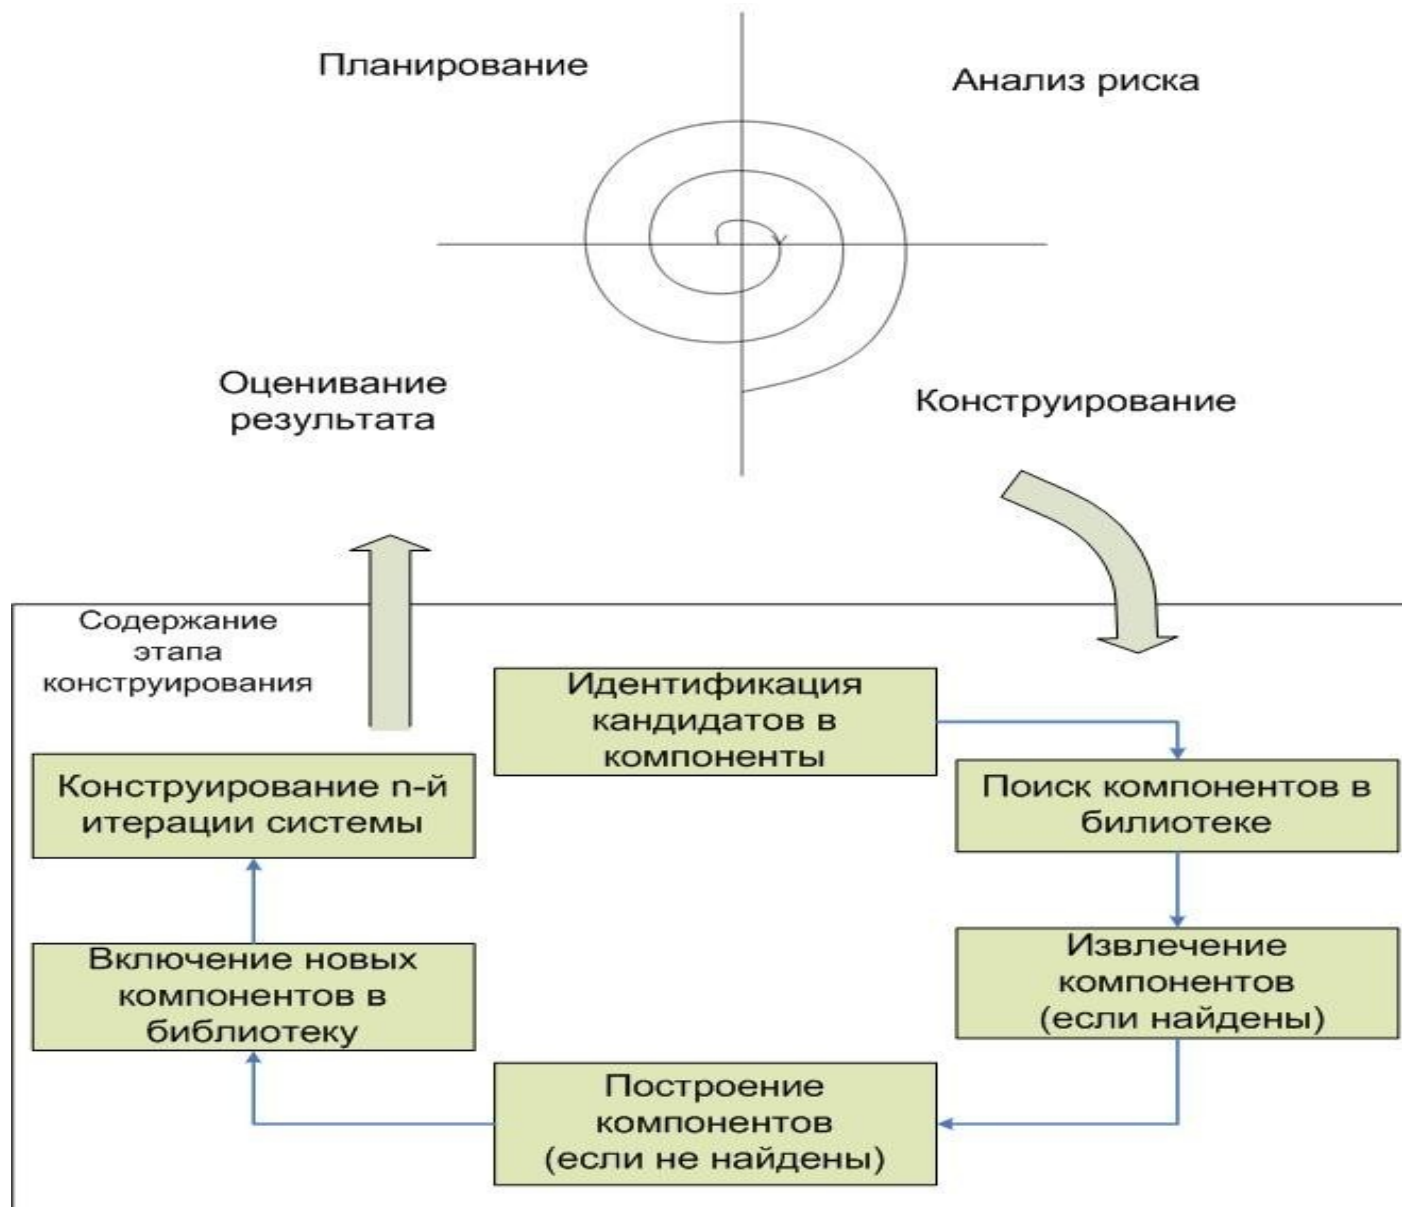 Планирование
Анализ риска
Оценивание
результата
Конструирование
Содержание
этапа
конструирования
Идентификация
кандидатов в
компоненты
Поиск компонентов в
билиотеке
Извлечение
компонентов
(если найдены)
Построение
компонентов
(если не найдены)
Включение новых
компонентов в
библиотеку
Конструирование n-й
итерации системы